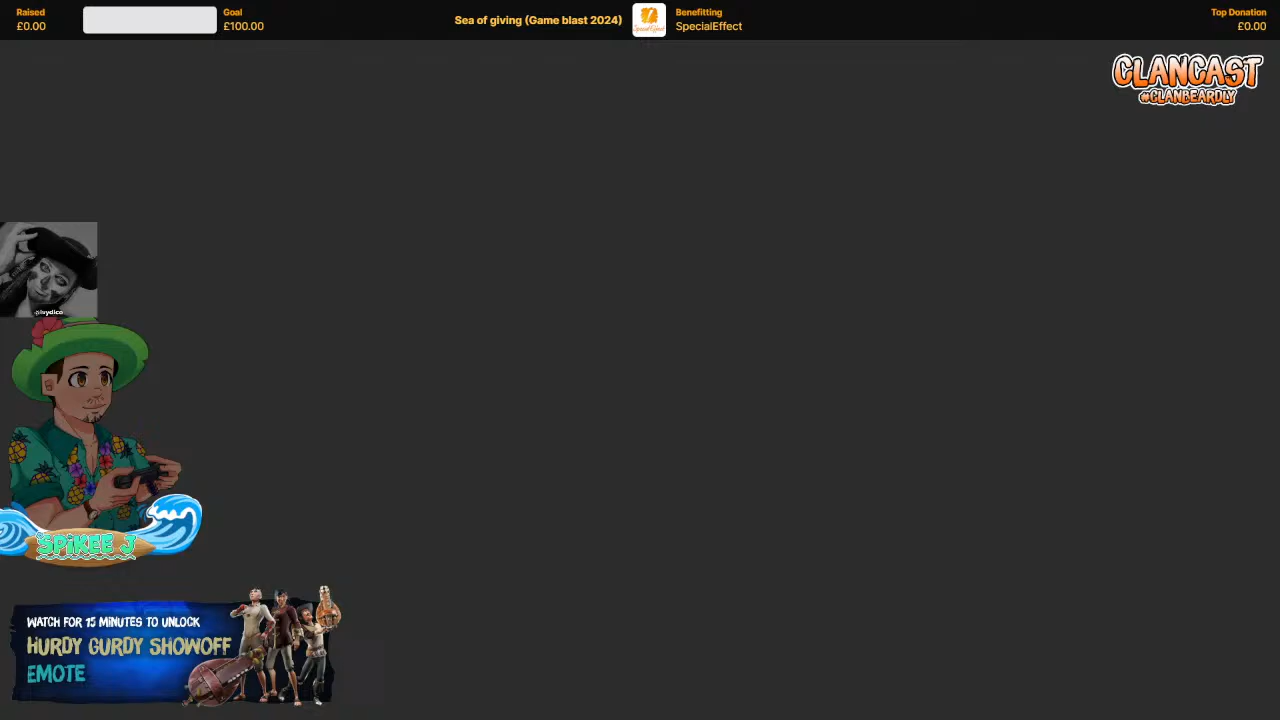 Raised
£0.00
Goal
£100.00
Sea of giving (Game blast 2024)
SpecialEffect
Benefitting
SpecialEffect
Top Donation
£0.00
CLANCAST
#CLANBEARDLY
SPIKEE J
WATCH FOR 15 MINUTES TO UNLOCK
HURDY GURDY SHOWOFF
EMOTE